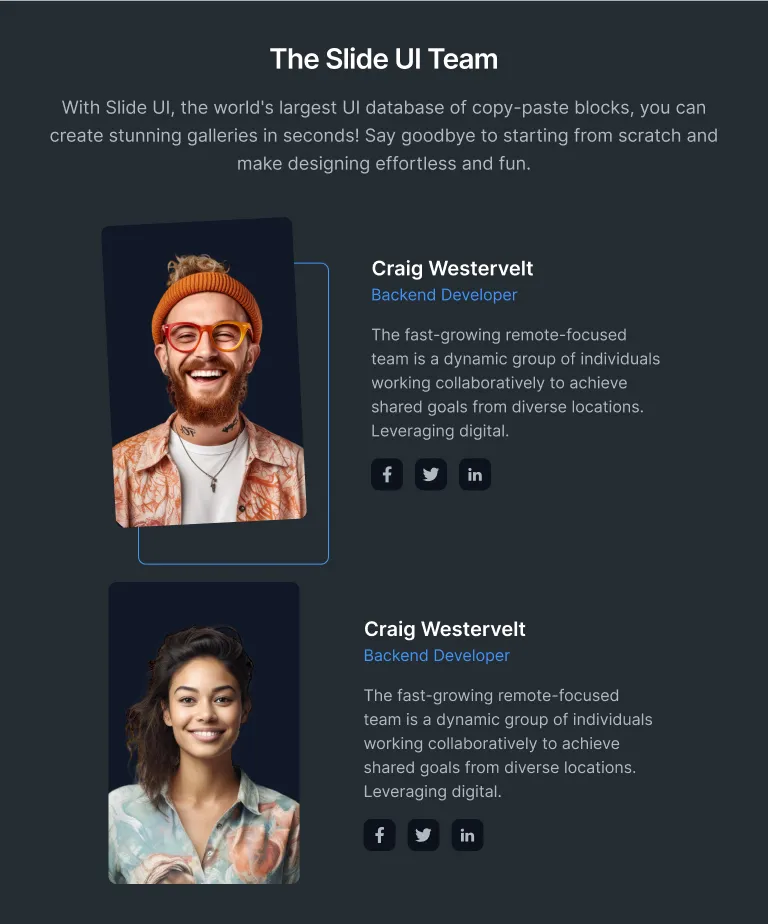 The Slide UI Team
With Slide UI, the world's largest UI database of copy-paste blocks, you can
create stunning galleries in seconds! Say goodbye to starting from scratch and
make designing effortless and fun.
Craig Westervelt
Backend Developer
The fast-growing remote-focused
team is a dynamic group of individuals
working collaboratively to achieve
shared goals from diverse locations.
Leveraging digital.
Craig Westervelt
Backend Developer
The fast-growing remote-focused
team is a dynamic group of individuals
working collaboratively to achieve
shared goals from diverse locations.
Leveraging digital.